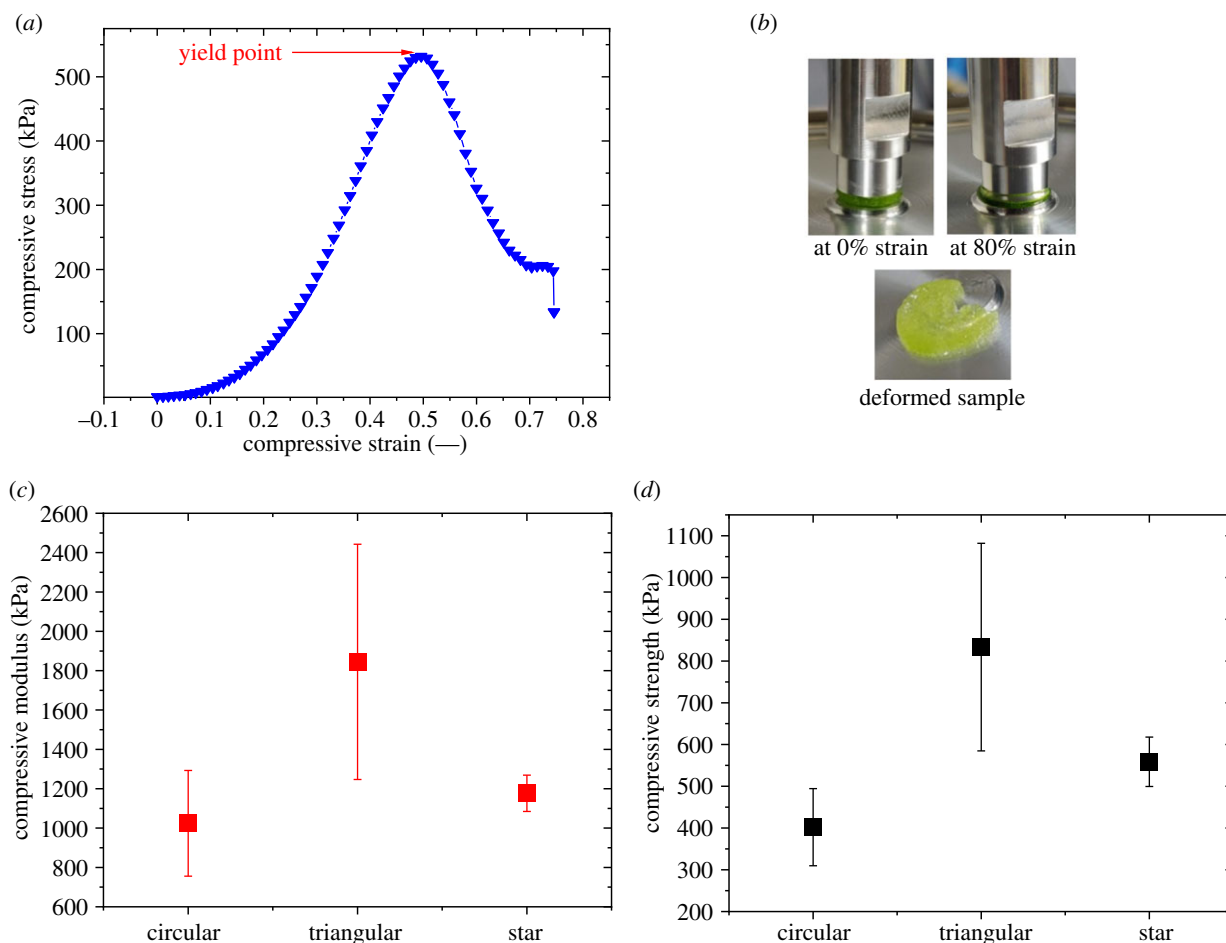 (a)
yield point
500
400
300
200
100
–0.1 0 0.1 0.2 0.3 0.4 0.5 0.6 0.7 0.8
compressive stress (kPa)
compressive strain (—)
(b)
at 0% strain at 80% strain
deformed sample
(c)
2600
2400
2200
2000
1800
1600
1400
1200
1000
800
600
compressive modulus (kPa)
circular triangular star
(d)
1100
1000
900
800
700
600
500
400
300
200
compressive strength (kPa)
circular triangular star